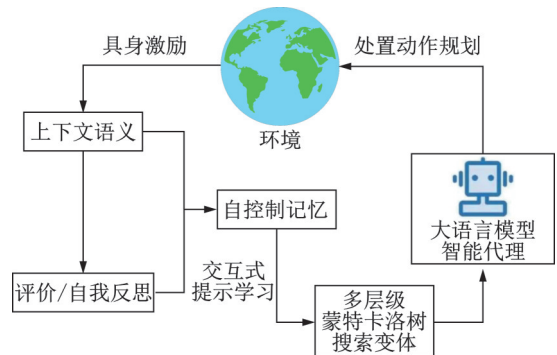 具身激励
处置动作规划
环境
上下文语义
自控制记忆
大语言模型
智能代理
评价/自我反思
交互式
提示学习
多层级
蒙特卡洛树
搜索变体